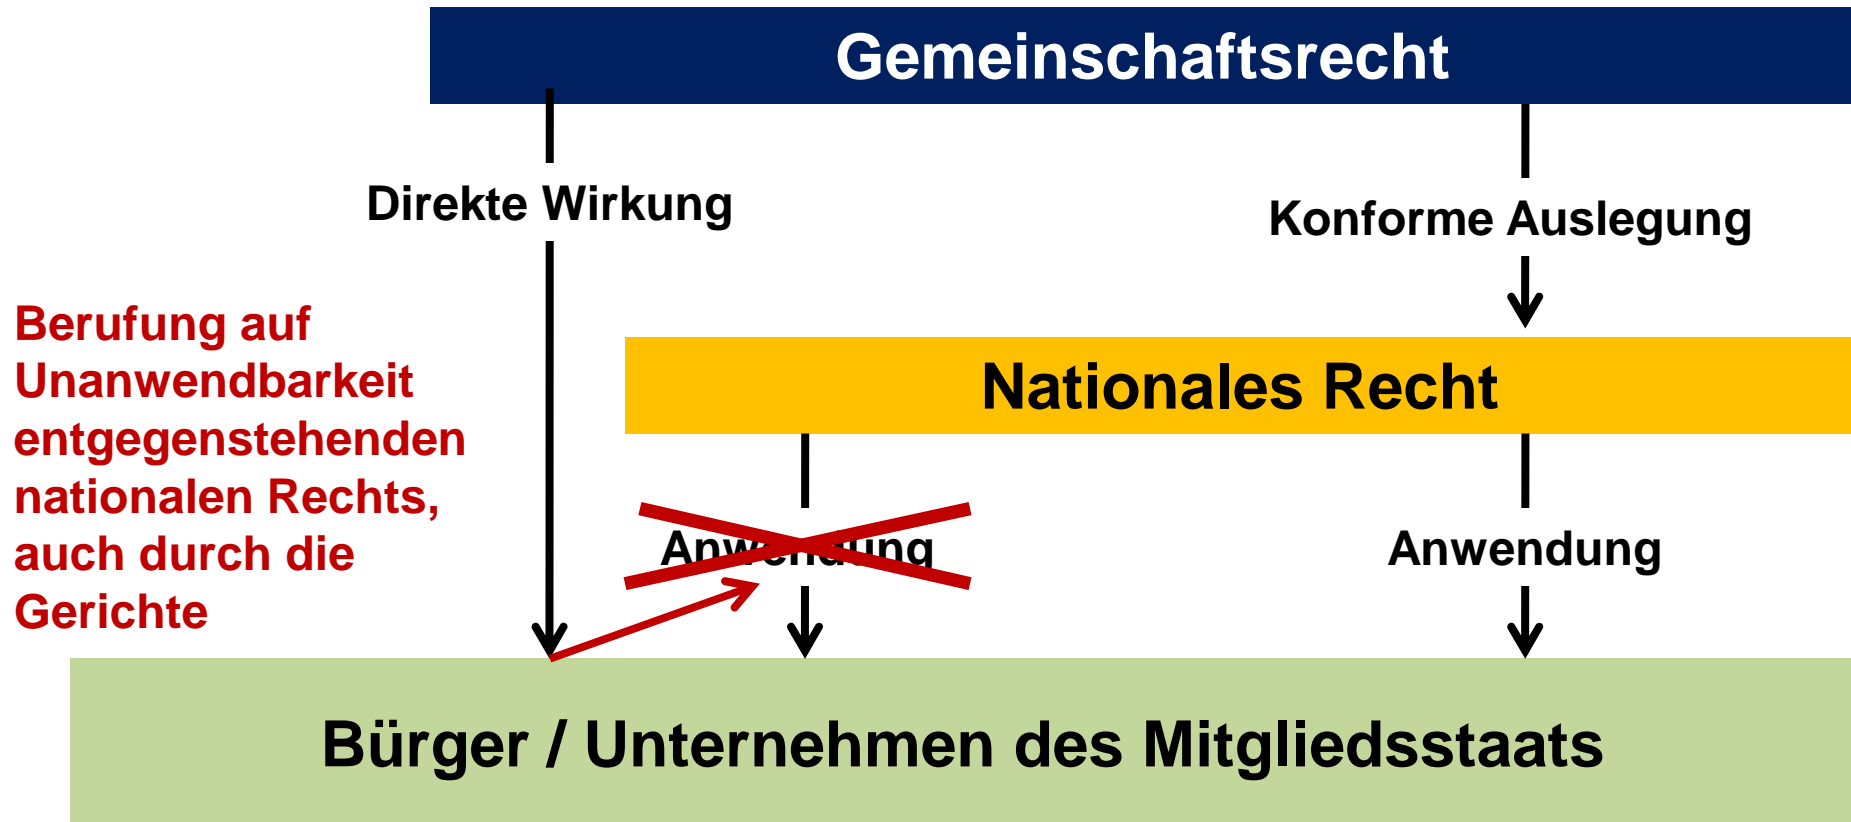 Gemeinschaftsrecht
Direkte Wirkung
Konforme Auslegung
Berufung auf
Unanwendbarkeit
entgegenstehenden
nationalen Rechts,
auch durch die
Gerichte
Nationales Recht
Anwendung
Anwendung
Bürger / Unternehmen des Mitgliedsstaats